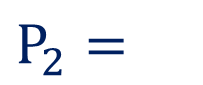 P₂ =